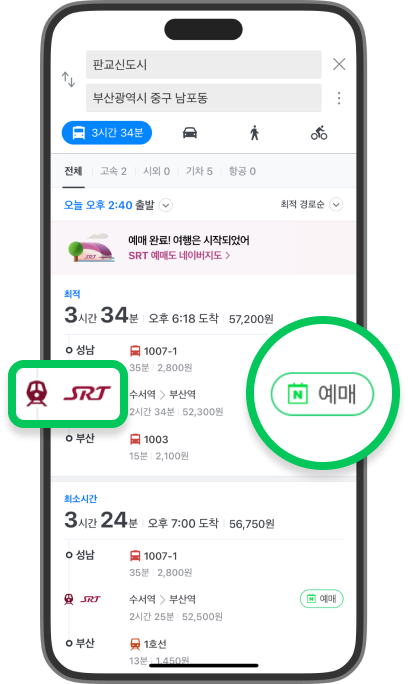 판교신도시
부산광역시 중구 남포동
3시간 34분
전체 고속 2 시외 0 기차 5 항공 0
오늘 오후 2:40 출발 최적 경로순
예매 완료! 여행은 시작되었어
SRT 예매도 네이버지도 >
SRT
최적
3시간 34분 오후 6:18 도착 57,200원
성남 1007-1
35분 2,800원
SRT 수서역 > 부산역
2시간 34분 52,300원
N 예매
부산 1003
15분 2,100원
최소시간
3시간 24분 오후 7:00 도착 56,750원
성남 1007-1
35분 2,800원
SRT 수서역 > 부산역 N 예매
2시간 25분 52,500원
부산 1호선
13분 1,450원